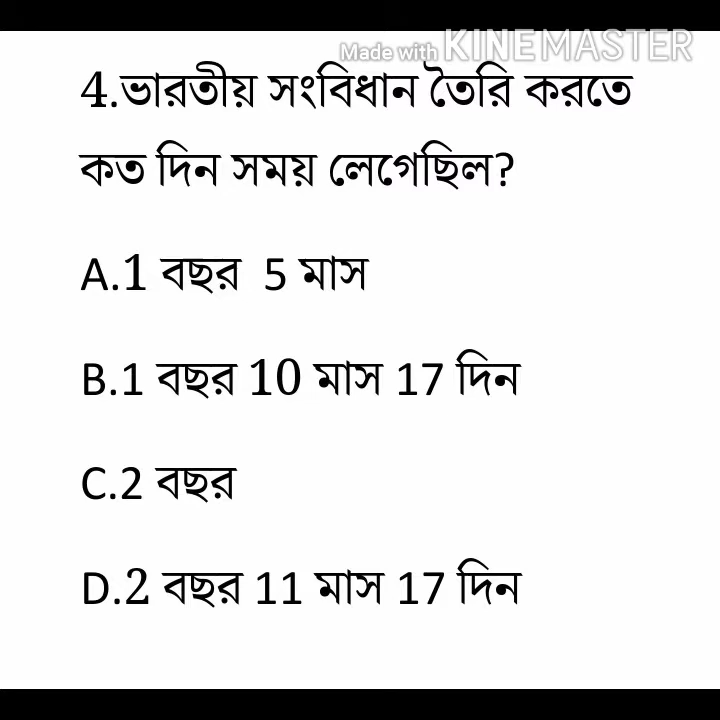 Made with KINEMASTER
4.ভারতীয় সংবিধান তৈরি করতে
কত দিন সময় লেগেছিল?
A.1 বছর 5 মাস
B.1 বছর 10 মাস 17 দিন
C.2 বছর
D.2 বছর 11 মাস 17 দিন